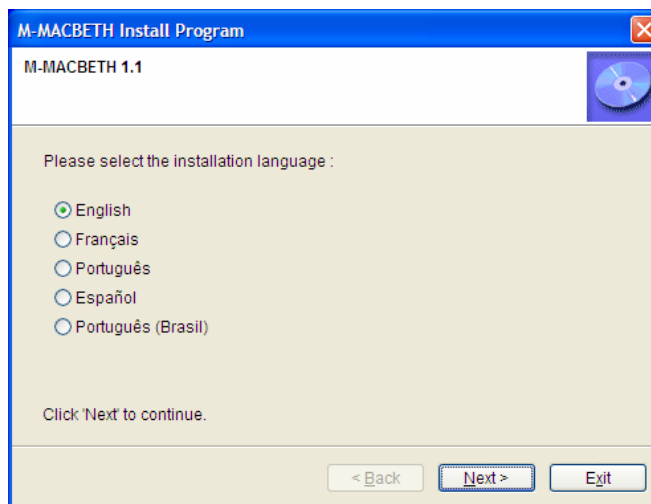 M-MACBETH Install Program
M-MACBETH 1.1
Please select the installation language :
English
Français
Português
Español
Português (Brasil)
Click 'Next' to continue.
< Back
Next >
Exit